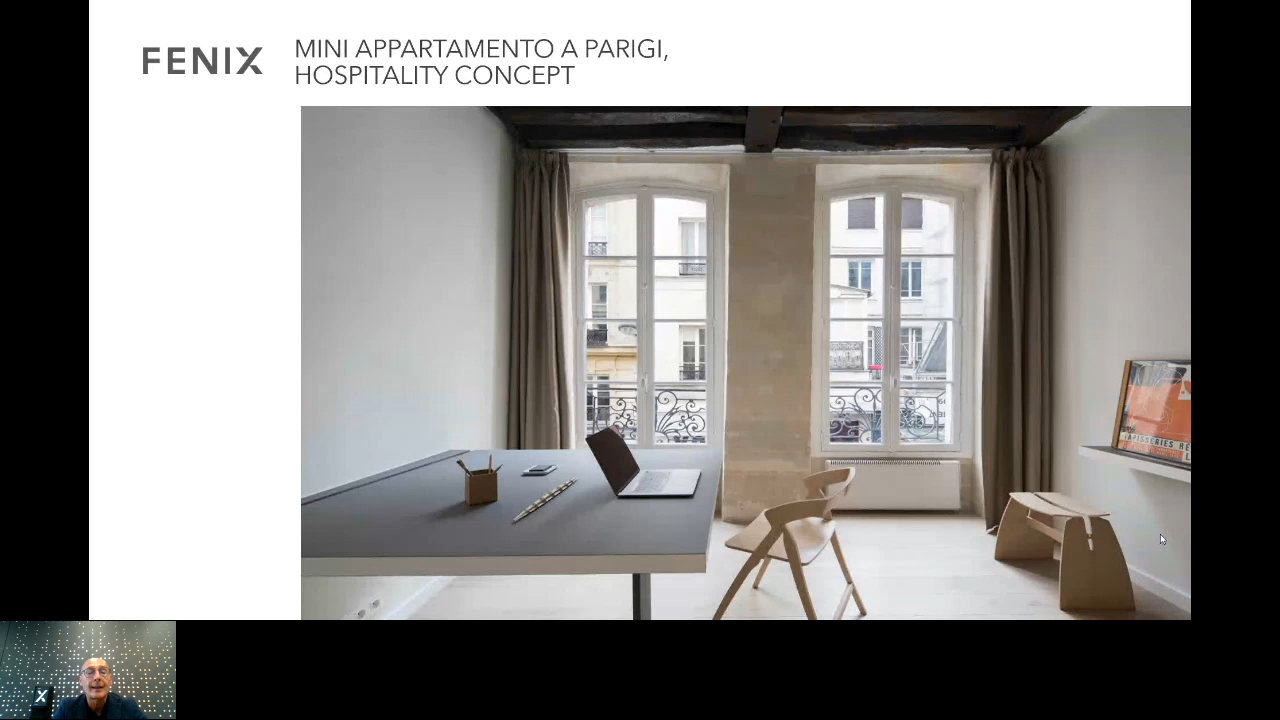 FENIX
MINI APPARTAMENTO A PARIGI,
HOSPITALITY CONCEPT
X